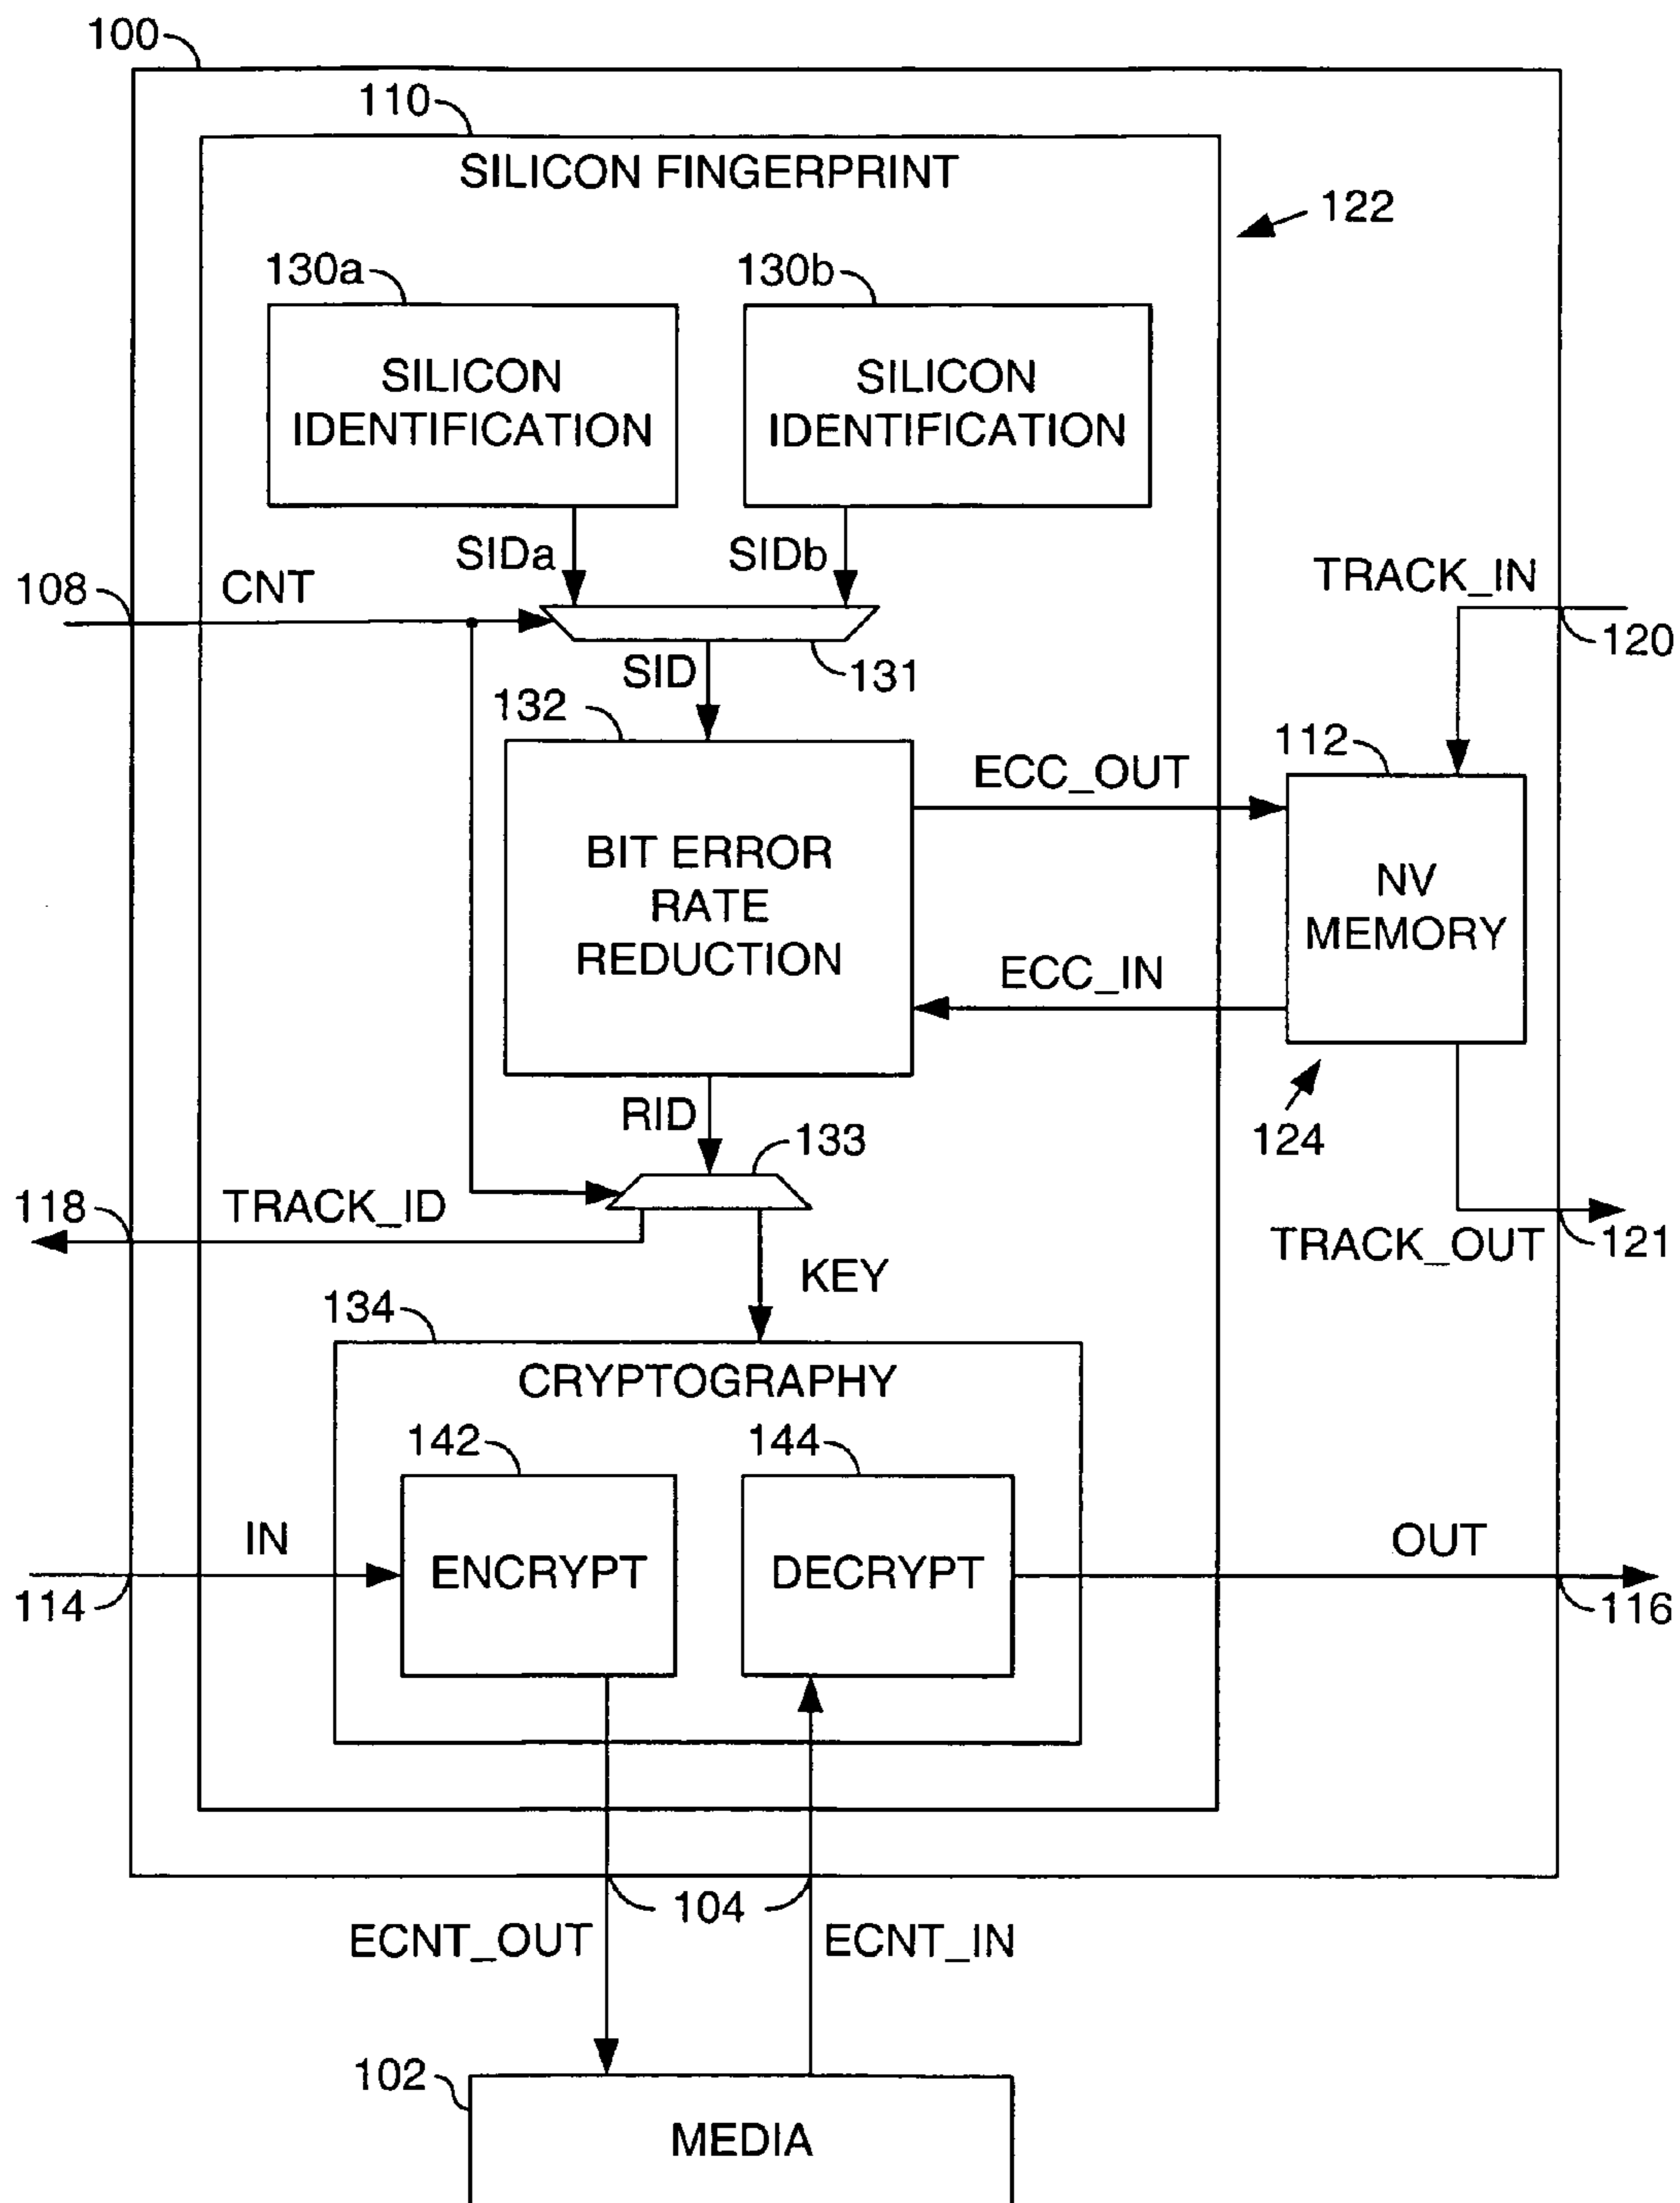 100
110
SILICON FINGERPRINT
122
130a
130b
SILICON
IDENTIFICATION
SILICON
IDENTIFICATION
SIDa
SIDb
TRACK_IN
108
CNT
120
SID
131
132
112
ECC_OUT
BIT ERROR
RATE
REDUCTION
NV
MEMORY
ECC_IN
RID
133
124
118
TRACK_ID
TRACK_OUT
121
KEY
134
CRYPTOGRAPHY
142
144
IN
OUT
ENCRYPT
DECRYPT
114
116
104
ECNT_OUT
ECNT_IN
102
MEDIA